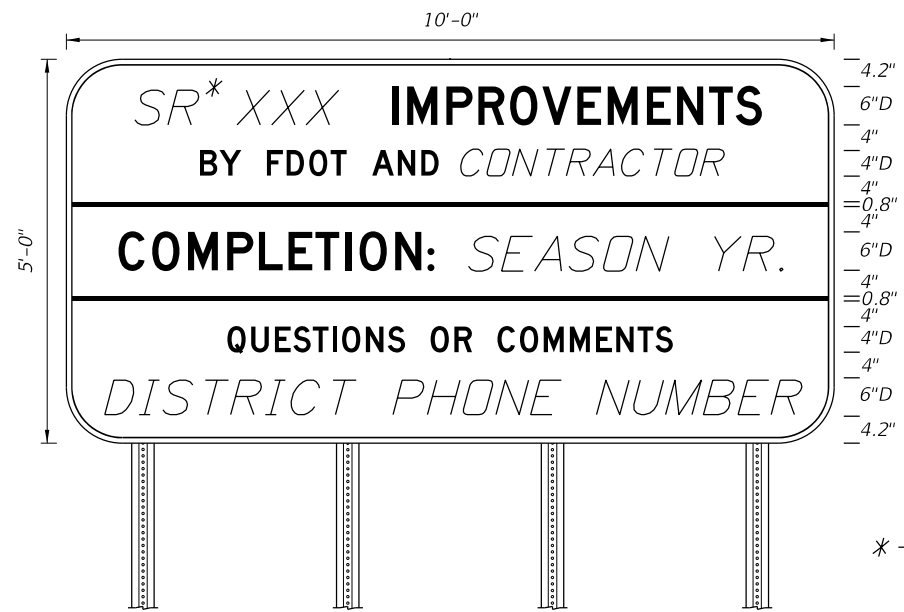 10'-0"
5'-0"
SR* XXX IMPROVEMENTS
BY FDOT AND CONTRACTOR
COMPLETION: SEASON YR.
QUESTIONS OR COMMENTS
DISTRICT PHONE NUMBER
4.2"
6"D
4"
4"D
4"
0.8"
4"
6"D
4"
0.8"
4"
4"D
4"
6"D
4.2"
* -